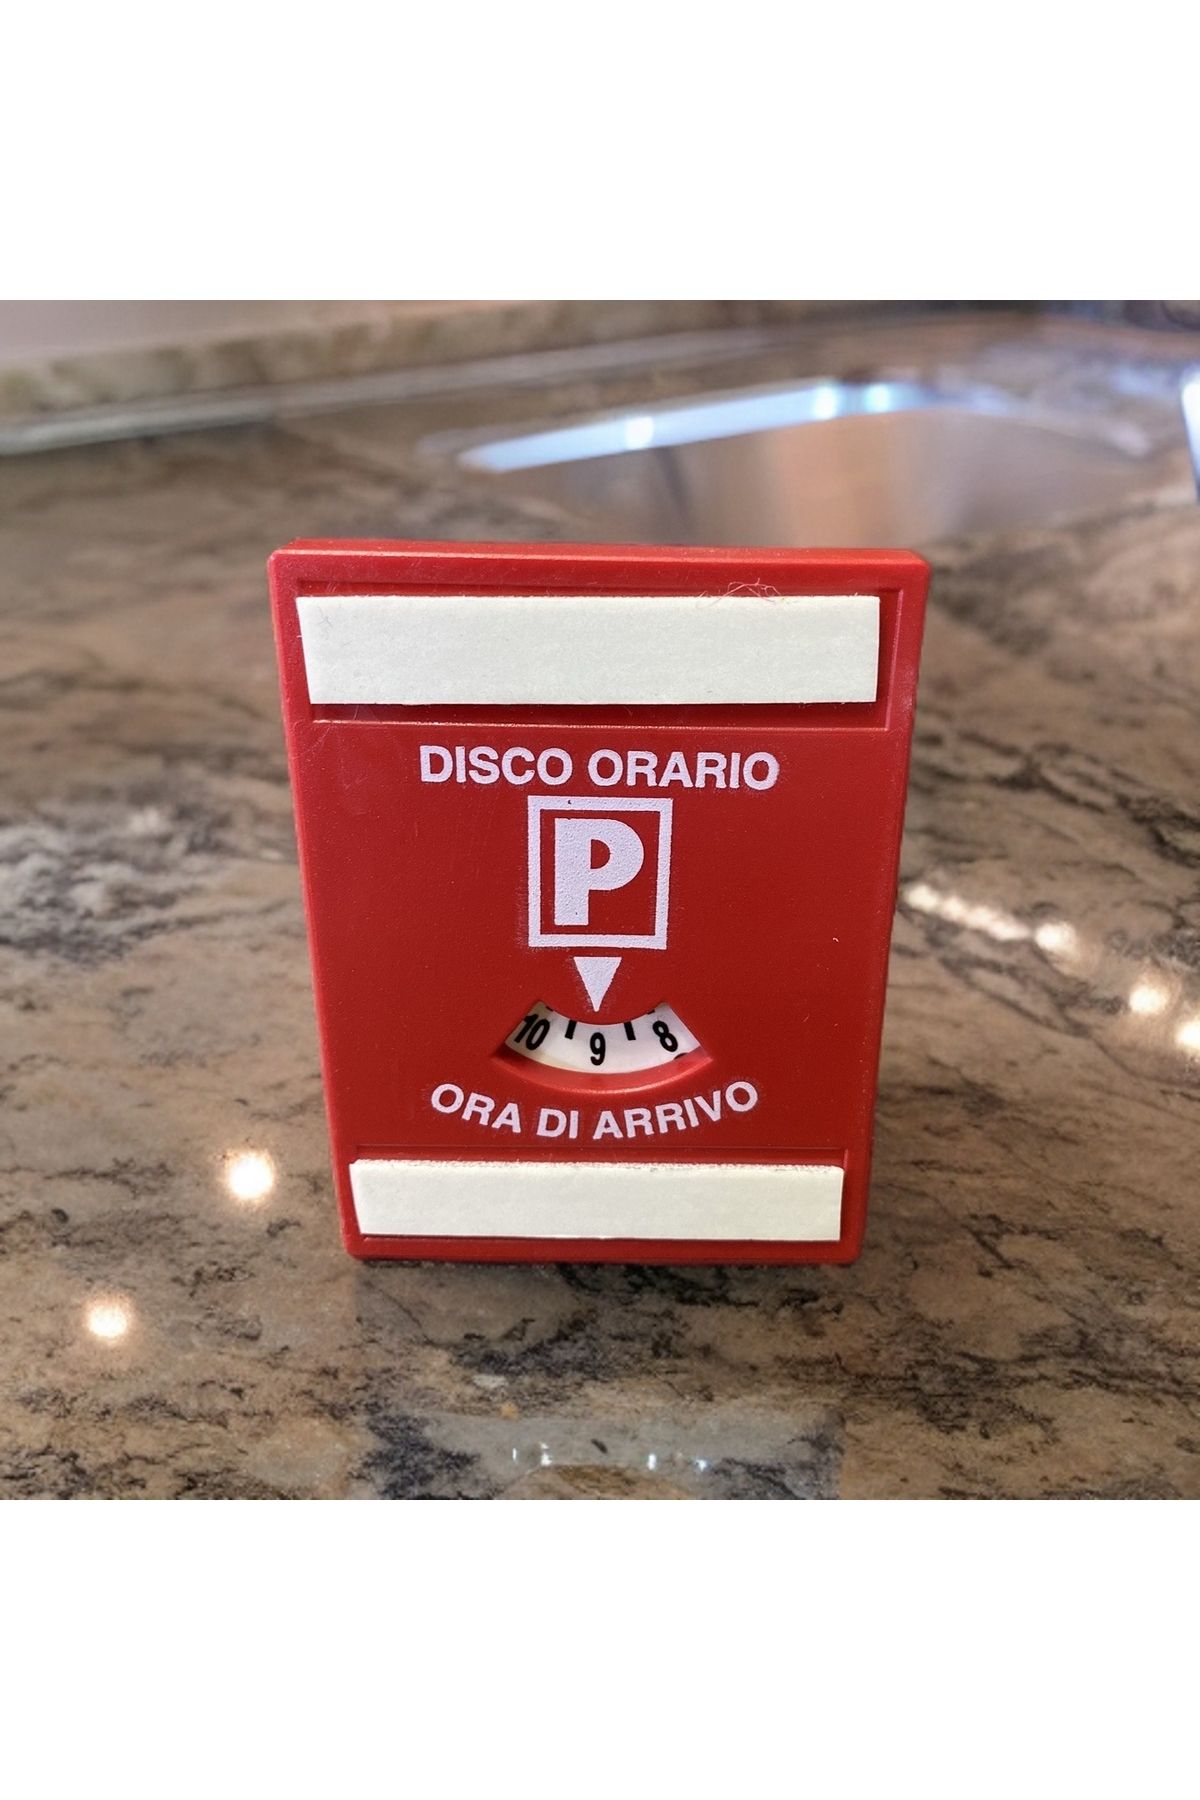 DISCO ORARIO
P
10 9 8
ORA DI ARRIVO